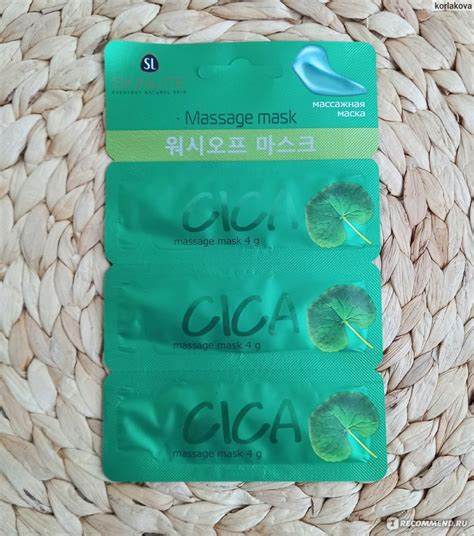 korlakova
SL
SKINLITE
EVERYDAY NATURAL SKIN
· Massage mask
массажная
маска
워시오프 마스크
CICA
massage mask 4 g
CICA
massage mask 4 g
CICA
massage mask 4 g
RECOMMEND.RU